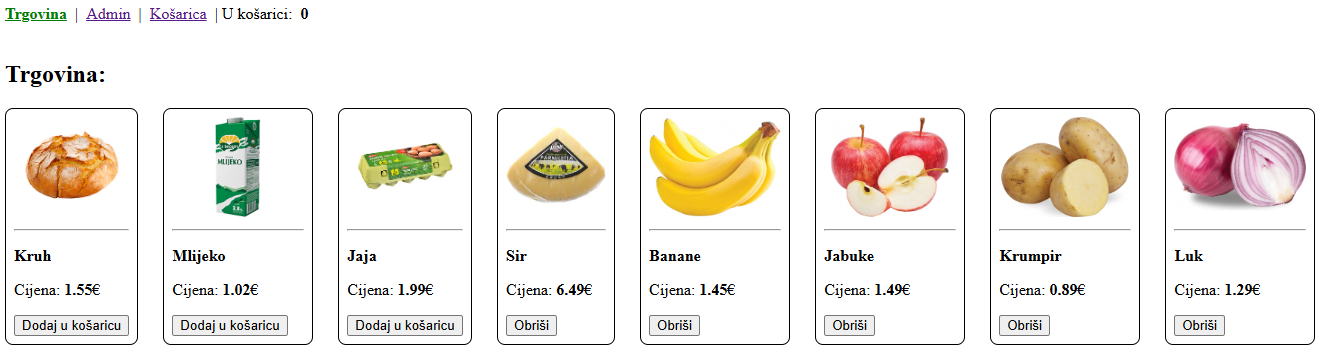 Trgovina | Admin | Košarica | U košarici: 0
Trgovina:
MLIJEKO
Kruh
Cijena: 1.55€
Dodaj u košaricu
Mlijeko
Cijena: 1.02€
Dodaj u košaricu
Jaja
Cijena: 1.99€
Dodaj u košaricu
Sir
Cijena: 6.49€
Obriši
Banane
Cijena: 1.45€
Obriši
Jabuke
Cijena: 1.49€
Obriši
Krumpir
Cijena: 0.89€
Obriši
Luk
Cijena: 1.29€
Obriši